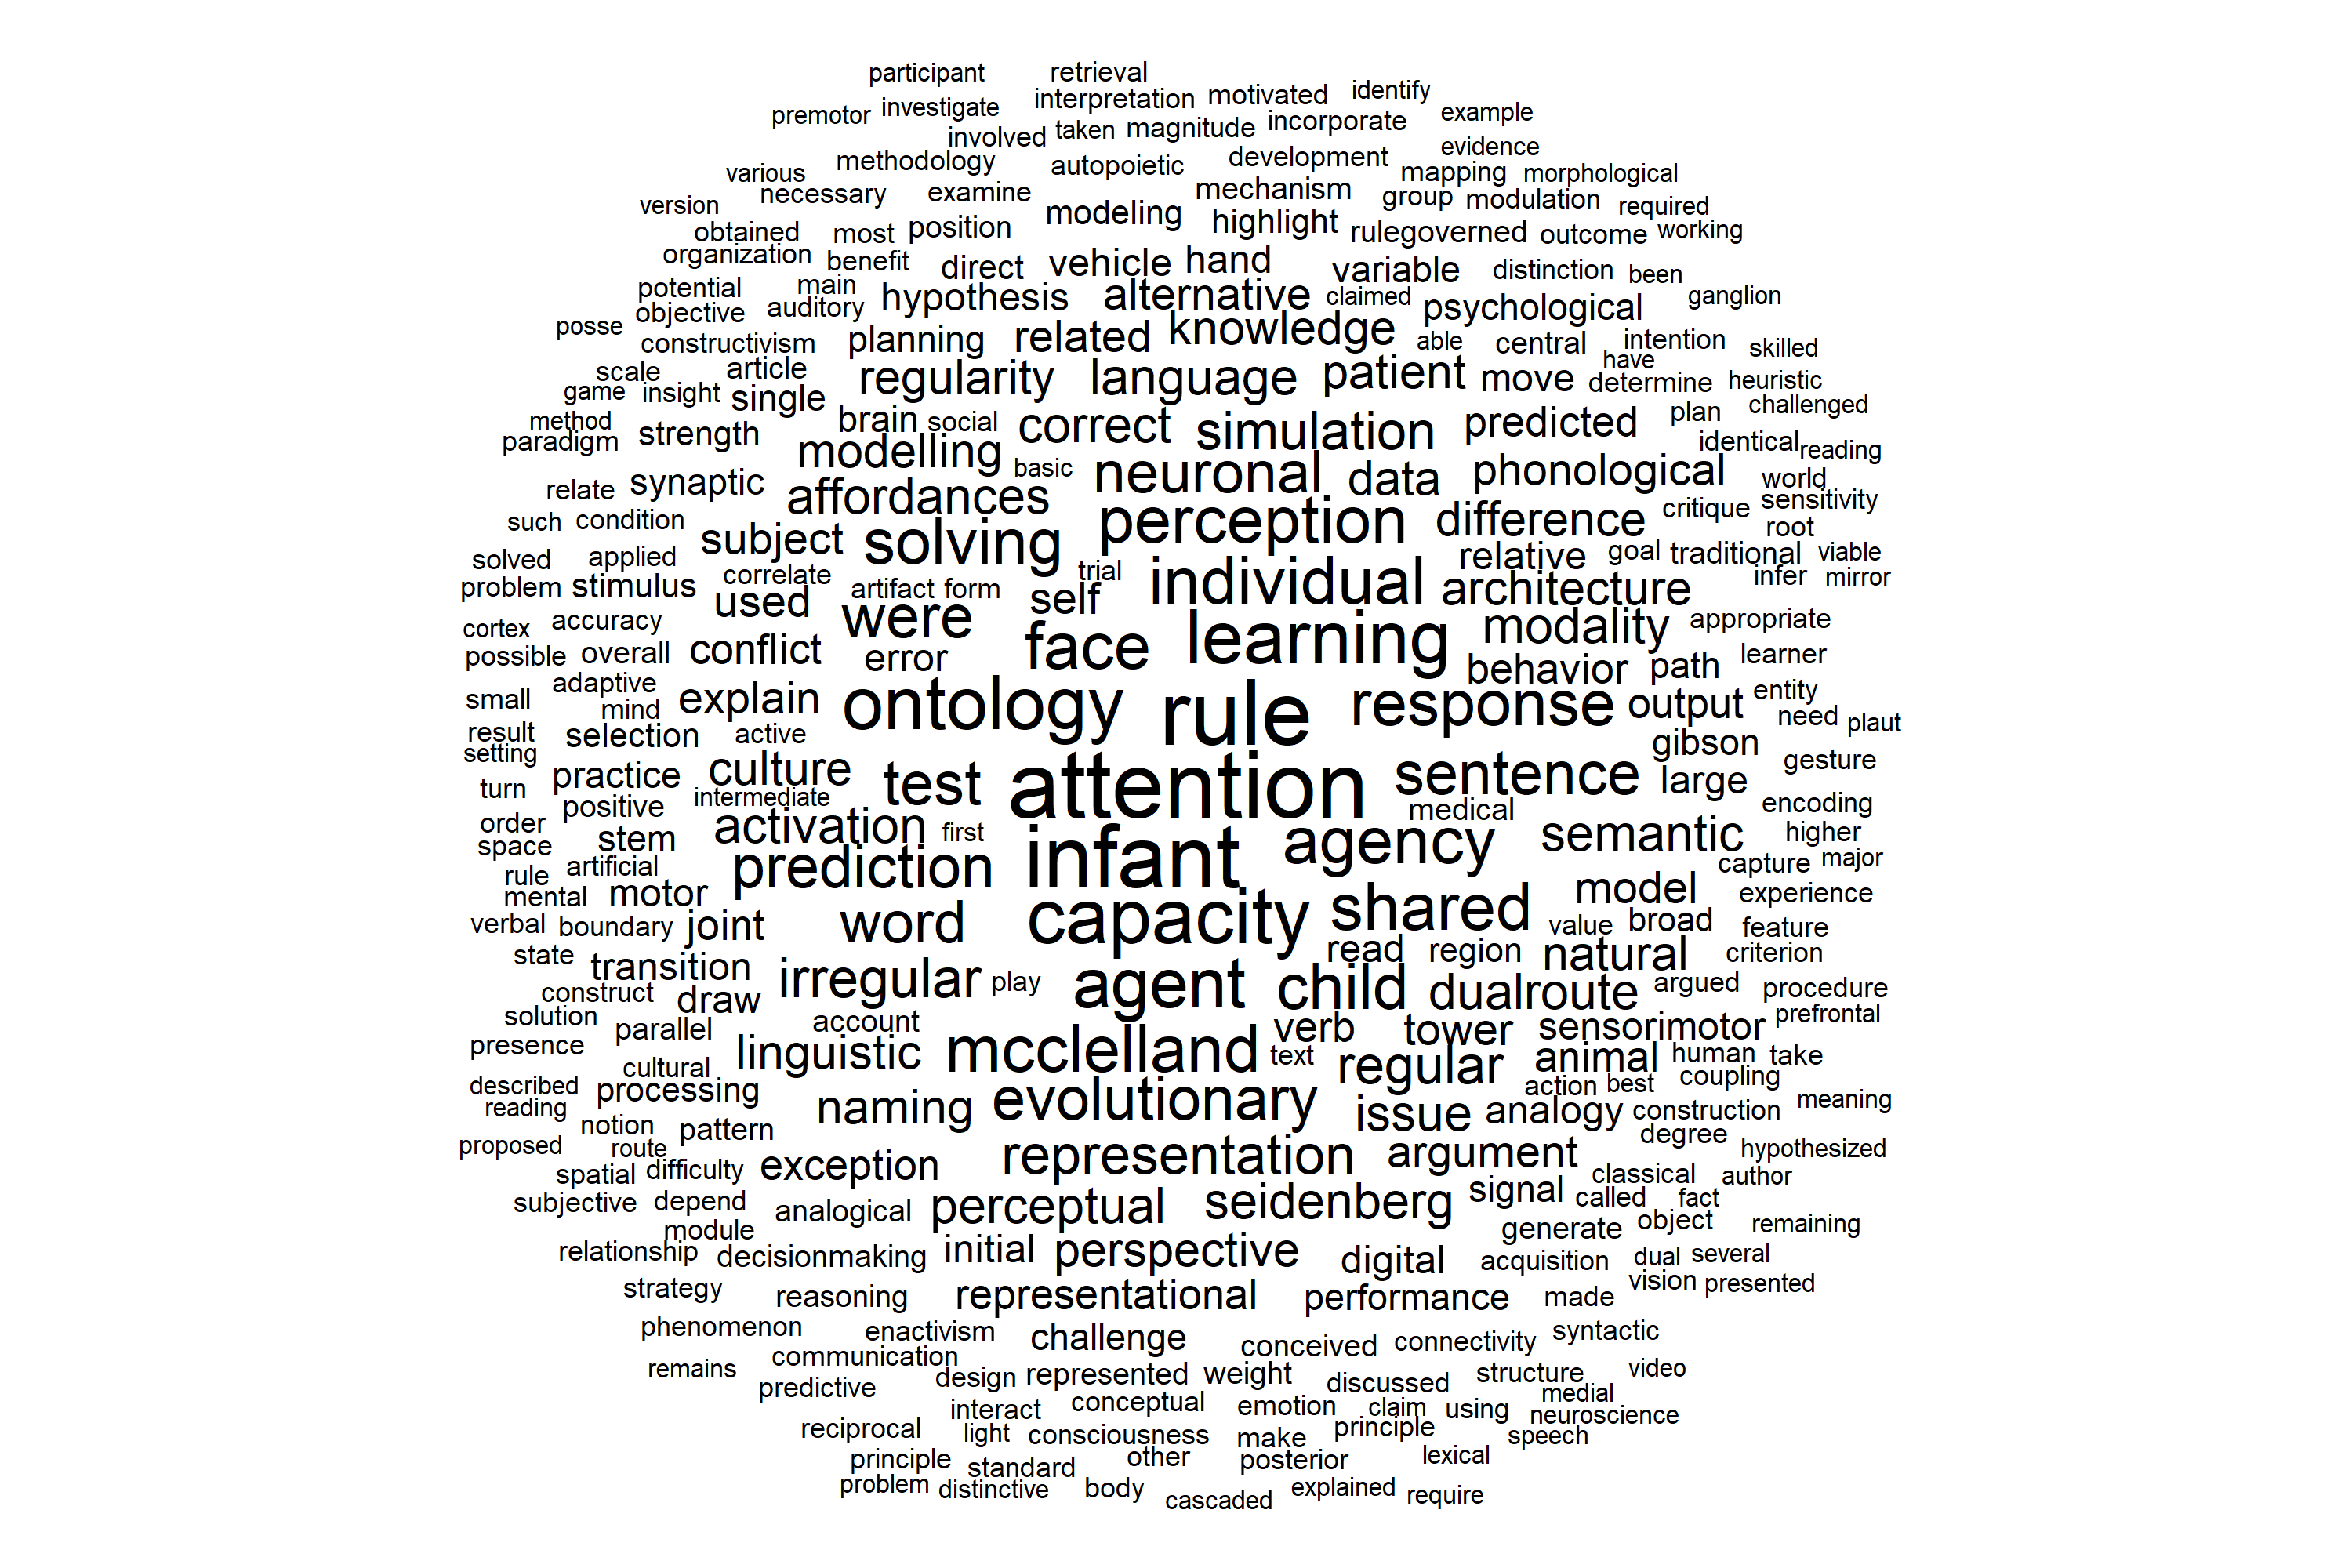 participant retrieval
premotor investigate interpretation motivated identify example
involved taken magnitude incorporate
various methodology autopoietic development evidence
version necessary examine mechanism mapping morphological
obtained most position modeling highlight group modulation required
organization benefit direct vehicle hand rulegoverned outcome working
potential main hypothesis alternative variable distinction been
posse objective auditory claimed psychological ganglion
constructivism planning related knowledge able central intention skilled
scale article regularity language patient move have determine heuristic
game insight single brain social correct simulation predicted plan challenged
method paradigm strength modelling basic neuronal data phonological identical reading
relate synaptic affordances perception difference critique world sensitivity
such condition subject solving relative goal traditional root viable
solved applied correlate trial individual architecture infer mirror
problem stimulus used artifact form self learning modality appropriate
cortex accuracy were face behavior path learner
possible overall conflict error response output entity
small adaptive mind explain ontology rule need plaut
result selection active gibson gesture
setting practice culture test attention sentence large
turn positive intermediate medical encoding
order stem activation first infant agency semantic higher
space artificial prediction capture major
rule mental motor capacity shared model experience
verbal boundary joint word value broad feature
state transition irregular play agent child read region natural criterion
construct draw dualroute argued procedure
solution parallel account mcclelland verb tower sensorimotor prefrontal
presence cultural linguistic text regular animal human take
described processing naming evolutionary action best coupling
reading notion pattern issue analogy construction meaning
proposed route exception representation argument degree hypothesized
spatial difficulty classical author
subjective depend analogical perceptual seidenberg signal called fact
module generate object remaining
relationship decisionmaking initial perspective digital acquisition dual several
strategy reasoning representational performance made vision presented
phenomenon enactivism challenge conceived connectivity syntactic
remains communication design represented weight discussed structure video
predictive interact conceptual emotion claim using medial
reciprocal light consciousness make principle speech neuroscience
principle standard other posterior lexical
problem distinctive body cascaded explained require